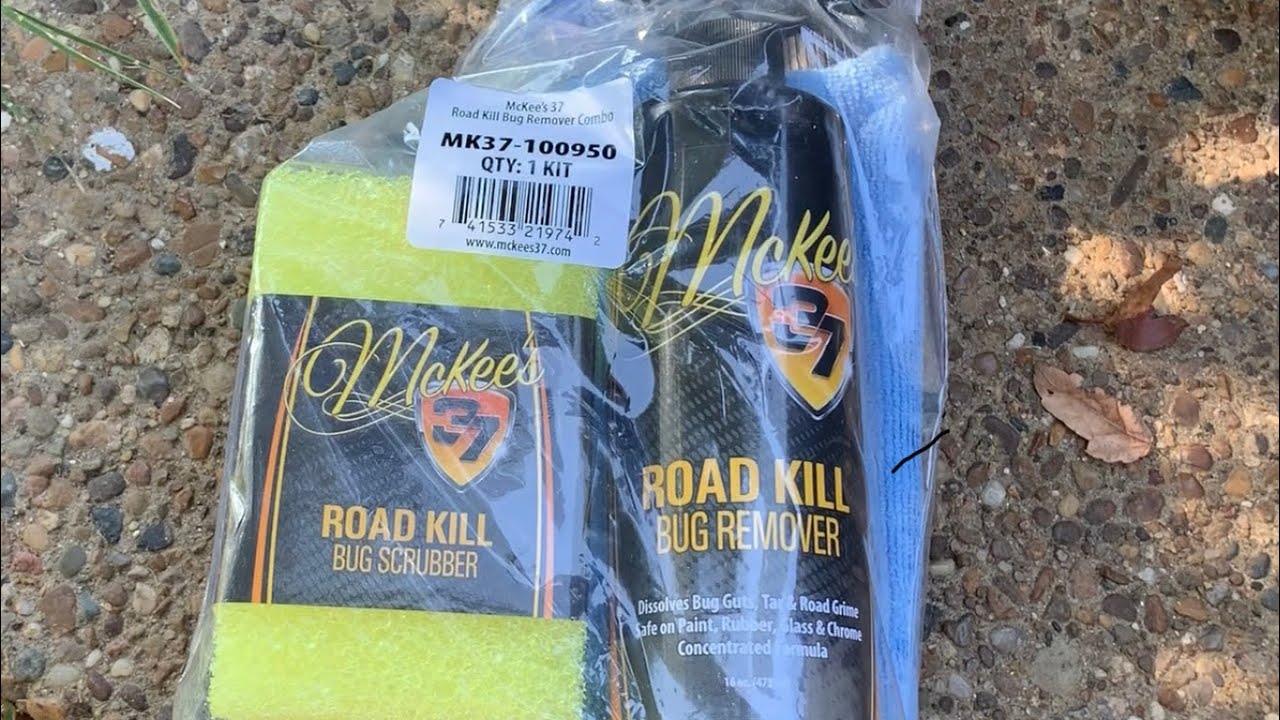 McKee's 37
Road Kill Bug Remover Combo
MK37-100950
QTY: 1 KIT
7 41533 21974 2
www.mckees37.com
McKee's
37
ROAD KILL
BUG SCRUBBER
McKee
37
ROAD KILL
BUG REMOVER
Dissolves Bug Guts, Tar & Road Grime
Safe on Paint, Rubber, Glass & Chrome
Concentrated Formula
16 oz.